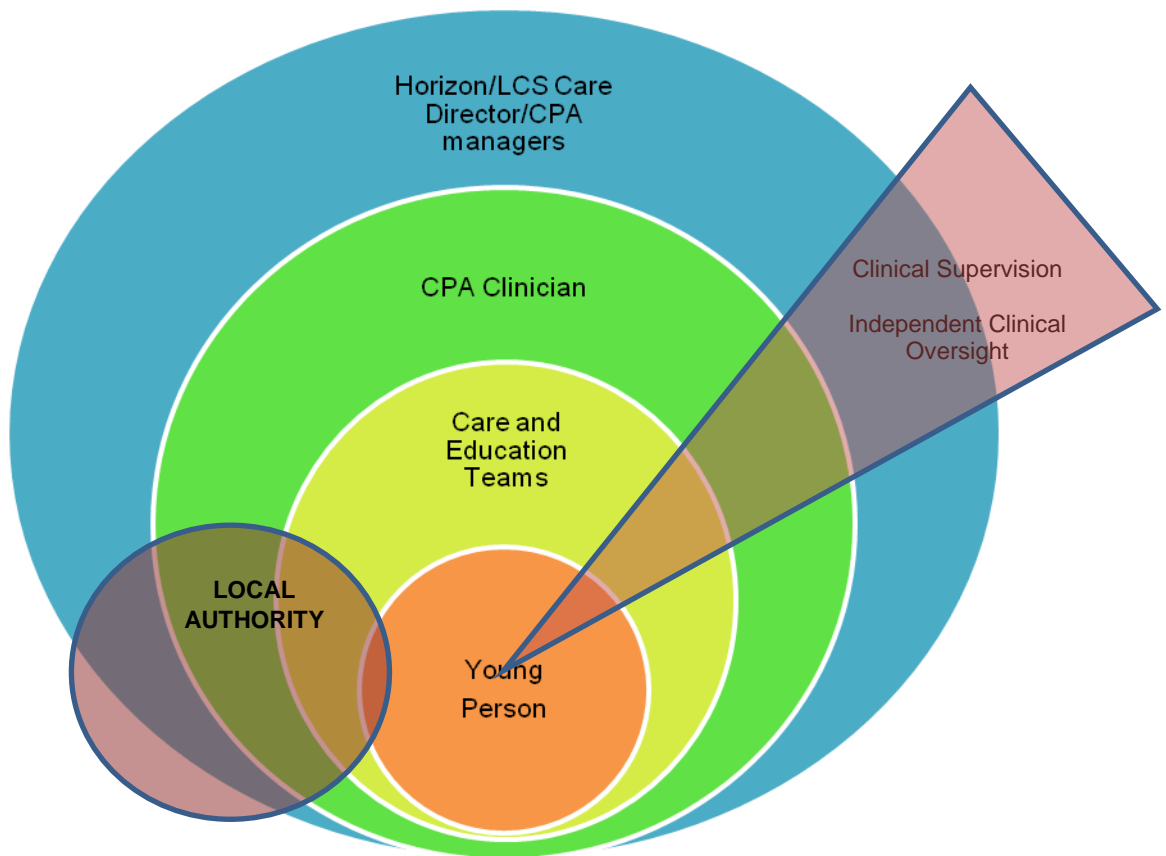 Horizon/LCS Care
Director/CPA
managers
Clinical Supervision
Independent Clinical
Oversight
CPA Clinician
Care and
Education
Teams
LOCAL
AUTHORITY
Young
Person